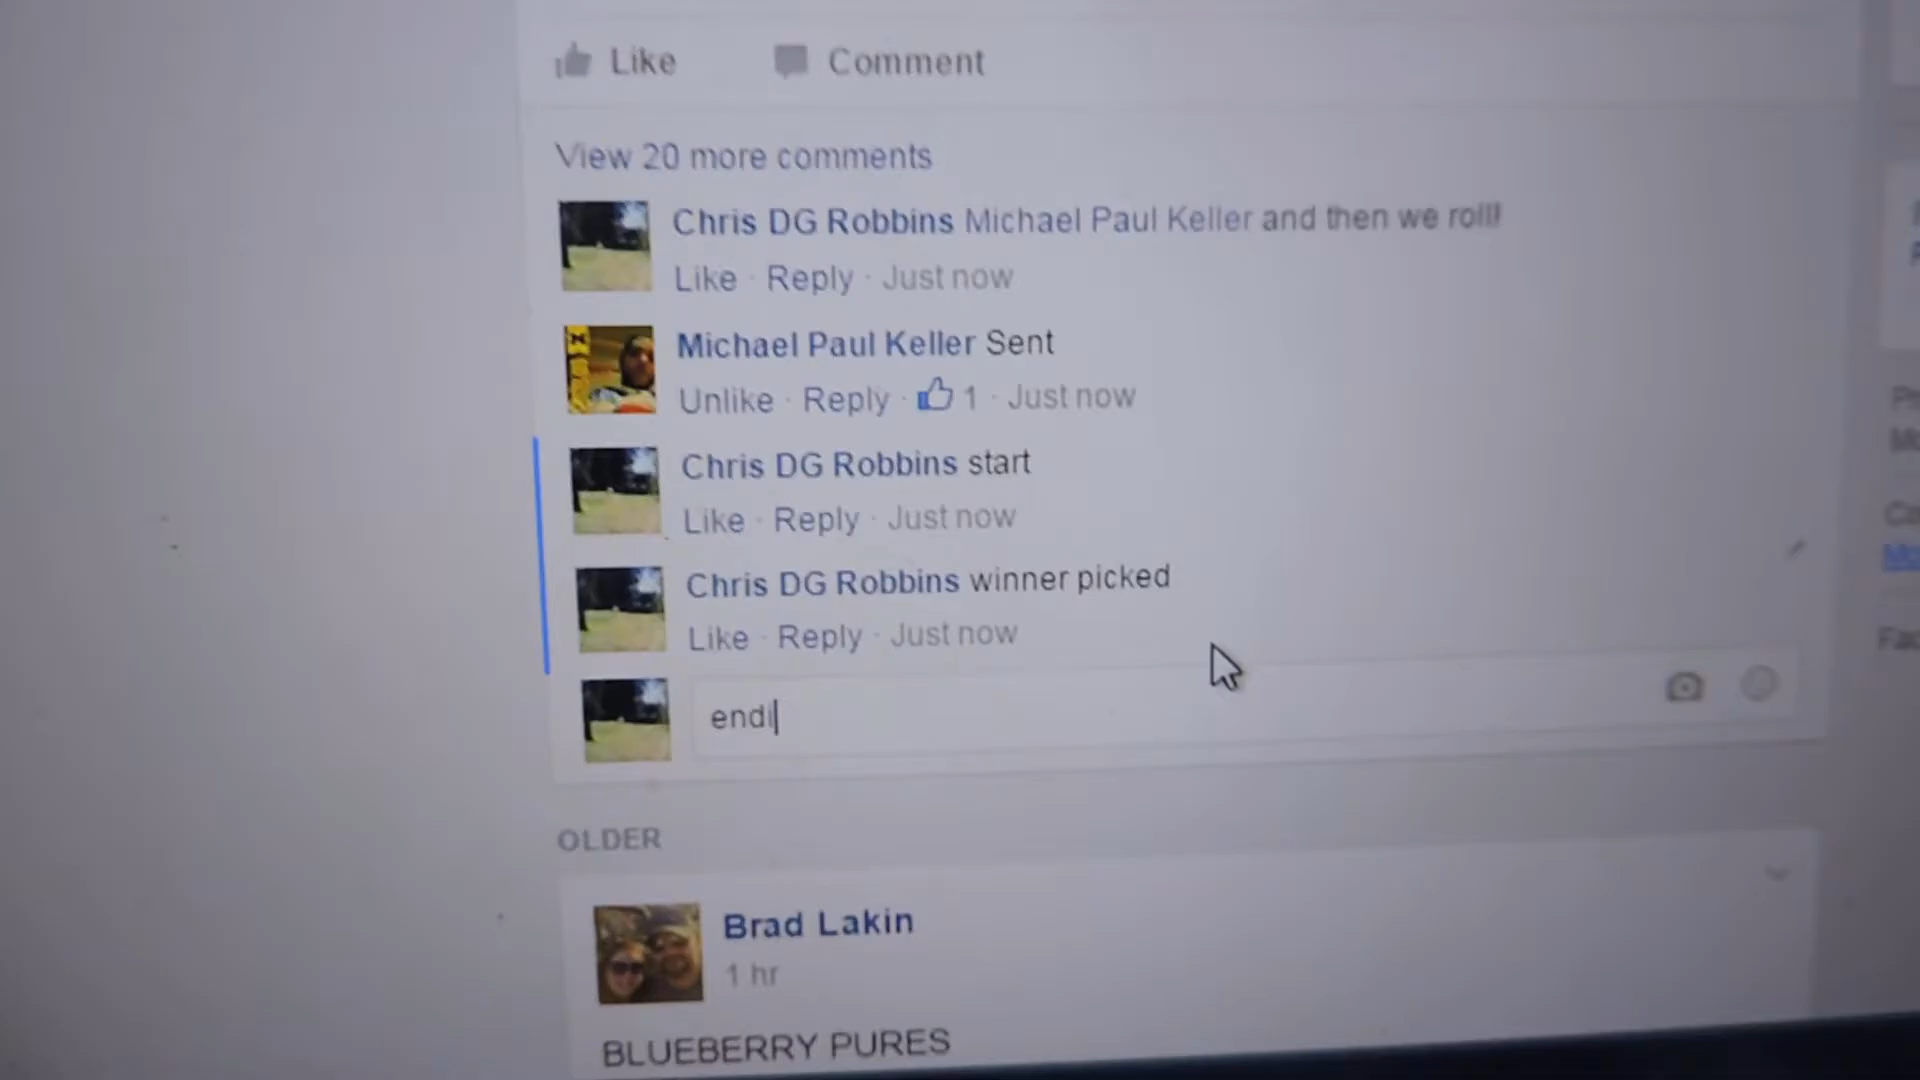 Like Comment
View 20 more comments
Chris DG Robbins Michael Paul Keller and then we roll!!
Like · Reply · Just now
Michael Paul Keller Sent
Unlike · Reply · 1 · Just now
Chris DG Robbins start
Like · Reply · Just now
Chris DG Robbins winner picked
Like · Reply · Just now
endi
OLDER
Brad Lakin
1 hr
BLUEBERRY PURES